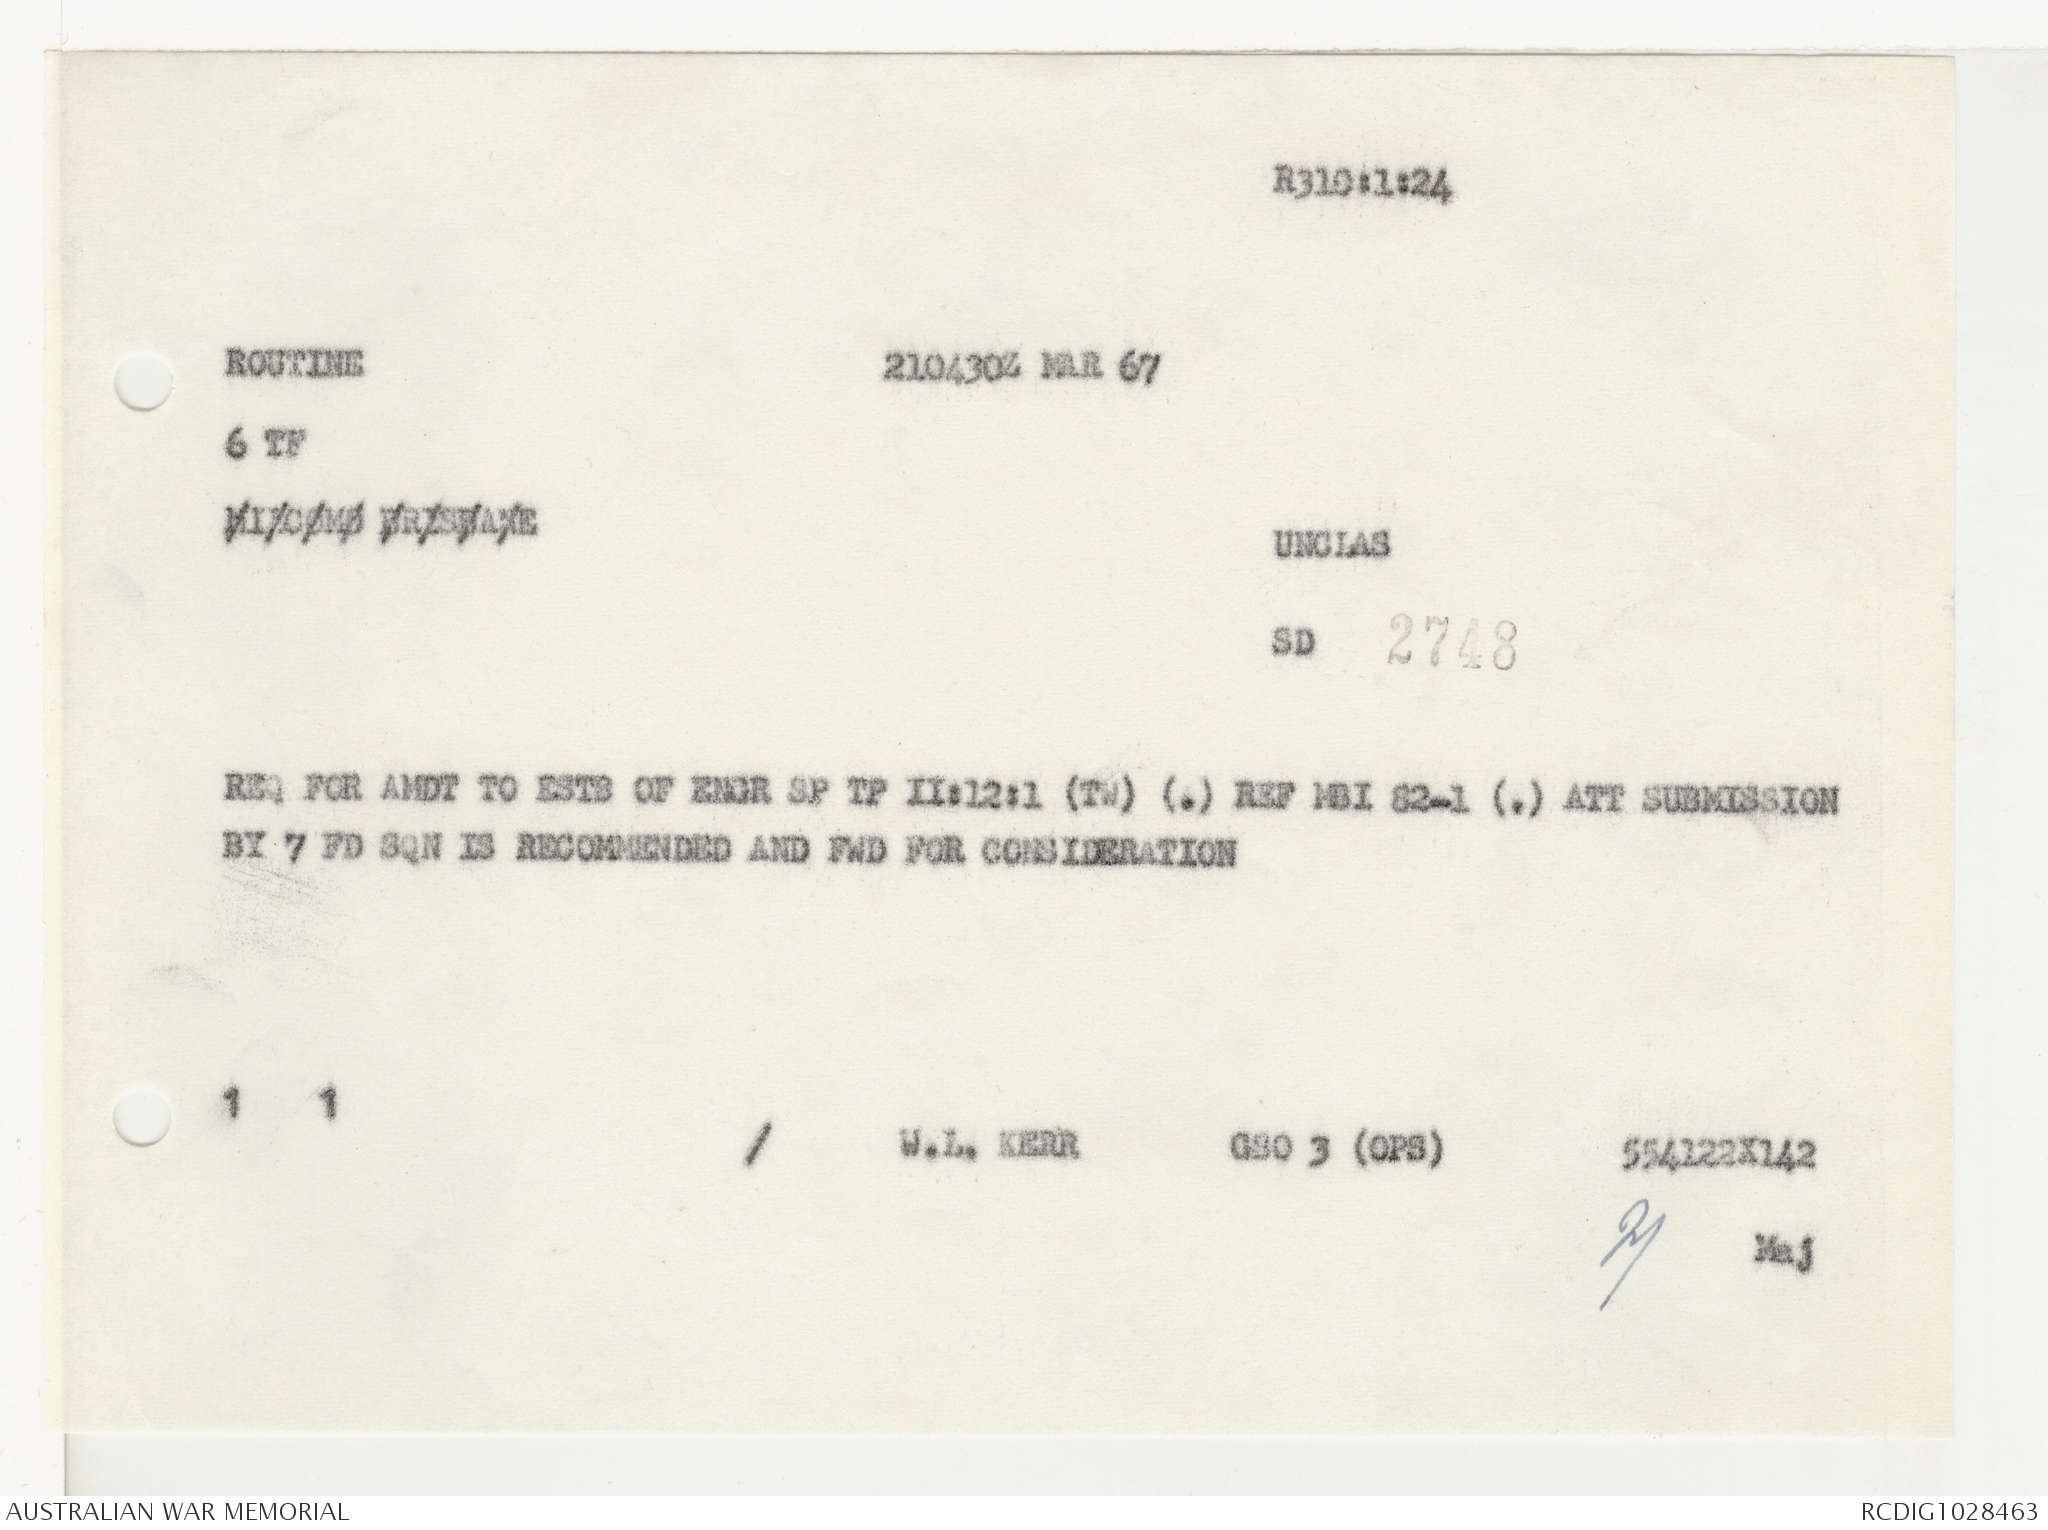 R310:1:24
ROUTINE 210430Z MAR 67
6 TF
UNCLAS
SD 2748
REQ FOR AMDT TO ESTB OF ENGR SP TP II:12:1 (TW) (.) REF MBI 82-1 (.) ATT SUBMISSION
BY 7 FD SQN IS RECOMMENDED AND FWD FOR CONSIDERATION
1 1
/ W.L. KERR GSO 3 (OPS) 554122X142
Maj
AUSTRALIAN WAR MEMORIAL RCDIG1028463